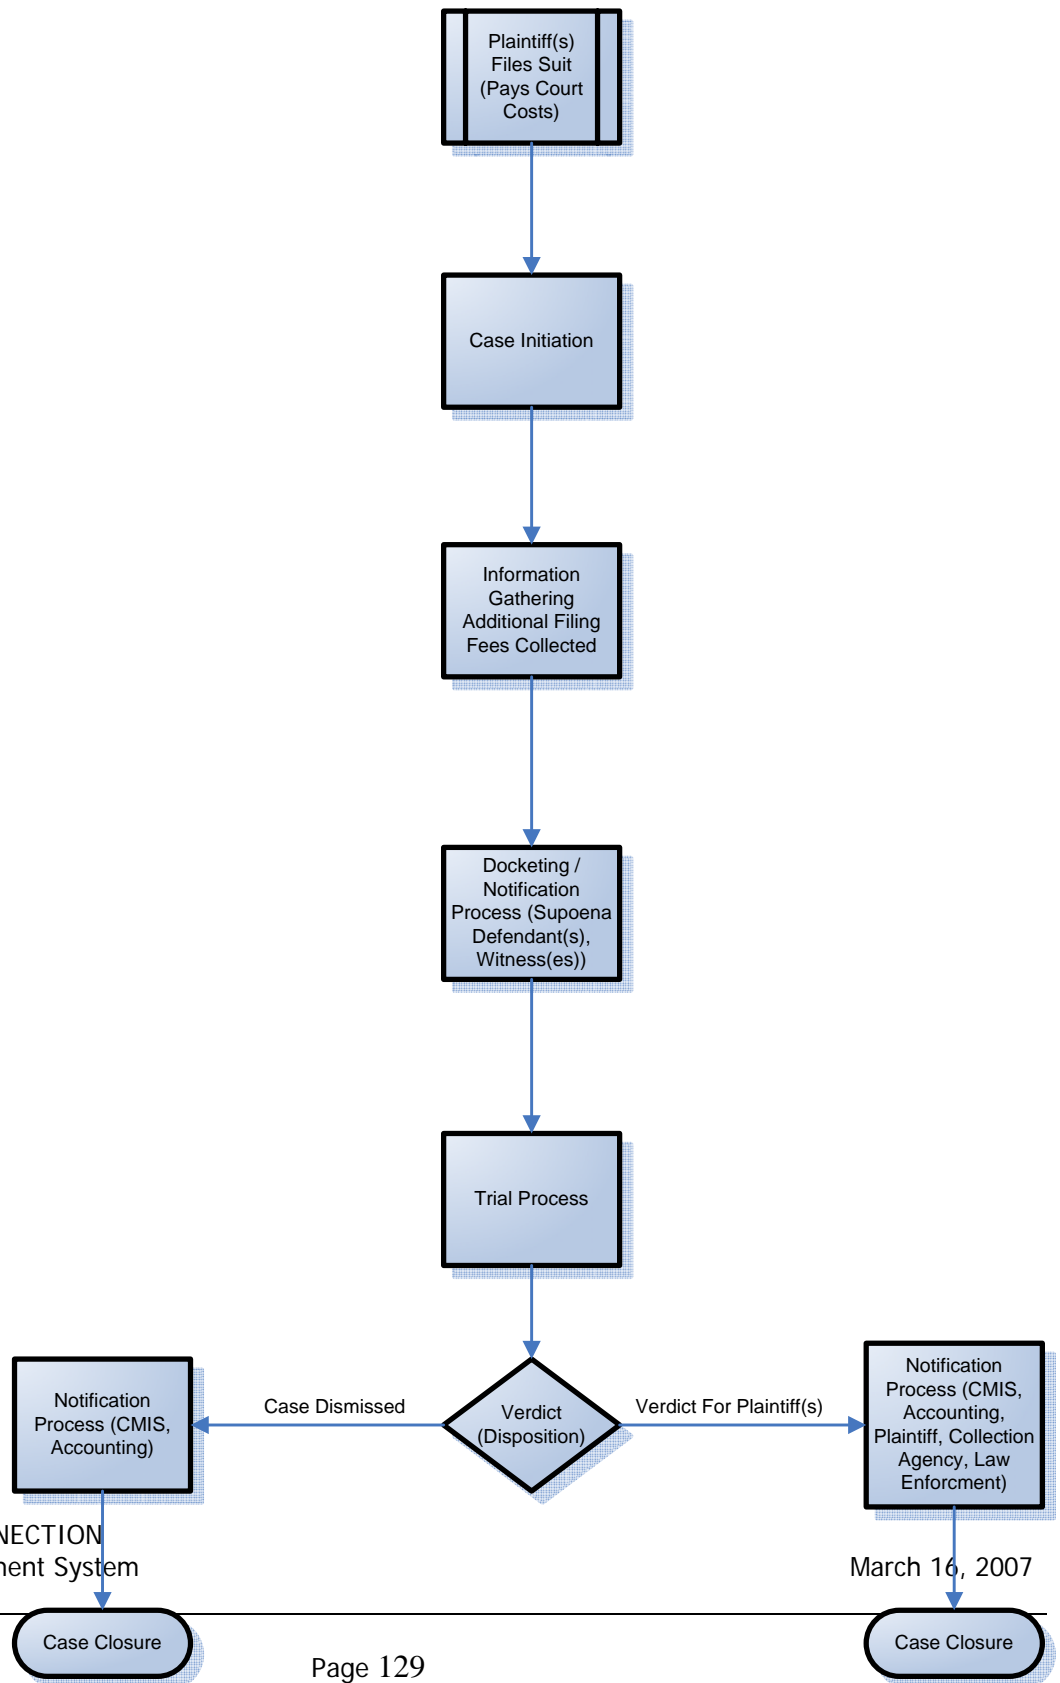 Plaintiff(s)
Files Suit
(Pays Court
Costs)
Case Initiation
Information
Gathering
Additional Filing
Fees Collected
Docketing /
Notification
Process (Supoena
Defendant(s),
Witness(es))
Trial Process
Verdict
(Disposition)
Case Dismissed
Verdict For Plaintiff(s)
Notification
Process (CMIS,
Accounting)
Notification
Process (CMIS,
Accounting,
Plaintiff, Collection
Agency, Law
Enforcment)
NECTION
ment System
March 16, 2007
Case Closure
Case Closure
Page 129